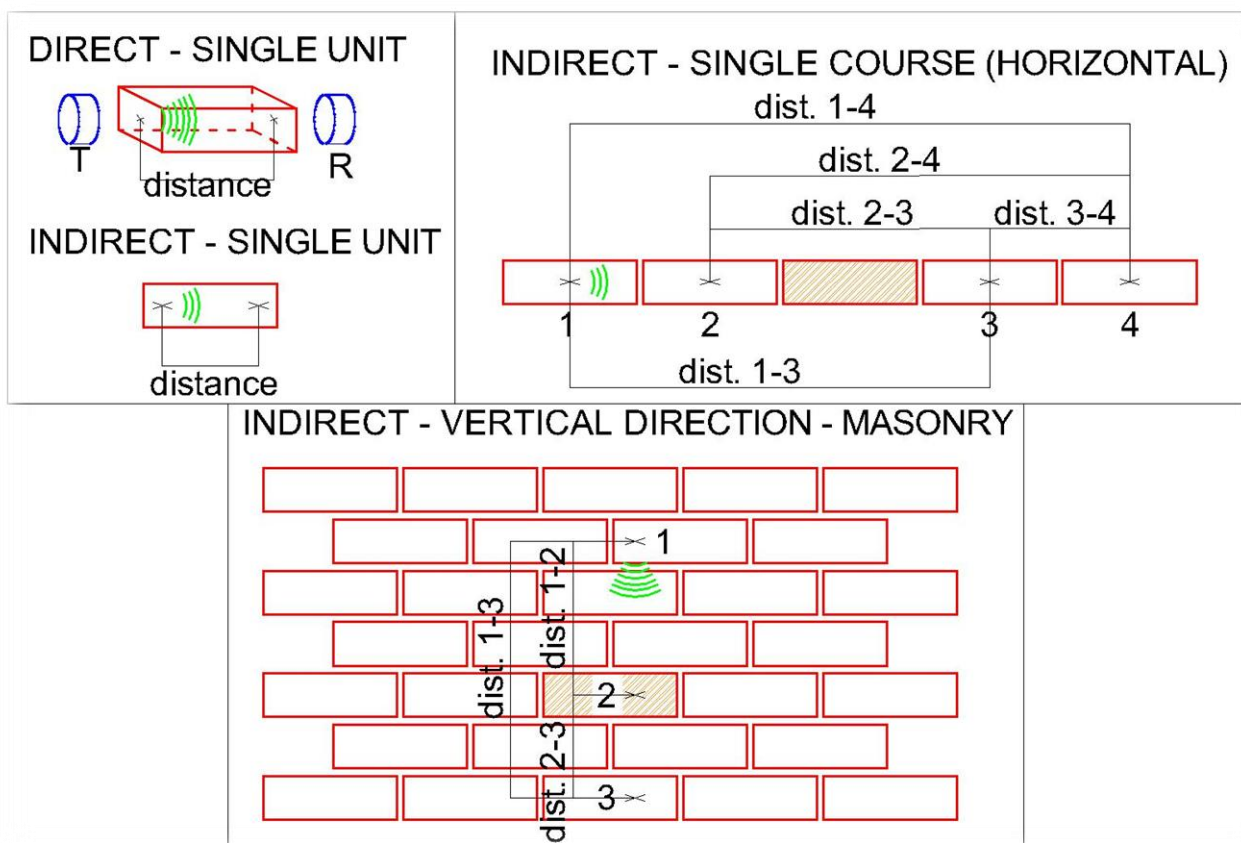 DIRECT - SINGLE UNIT
T
R
distance
INDIRECT - SINGLE UNIT
distance
INDIRECT - SINGLE COURSE (HORIZONTAL)
dist. 1-4
dist. 2-4
dist. 2-3
dist. 3-4
1
2
3
4
dist. 1-3
INDIRECT - VERTICAL DIRECTION - MASONRY
1
dist. 1-2
dist. 1-3
2
dist. 2-3
3